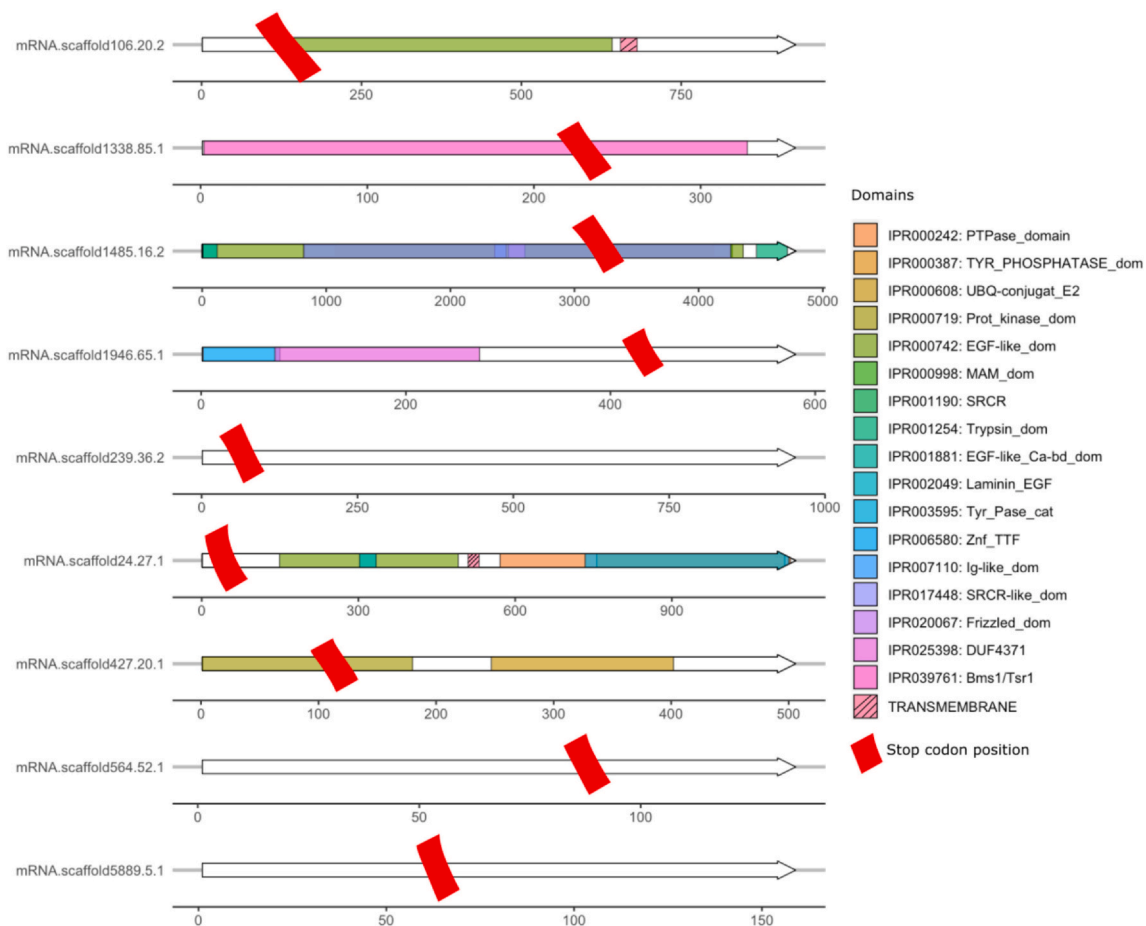 mRNA.scaffold106.20.2
0 250 500 750
mRNA.scaffold1338.85.1
0 100 200 300
mRNA.scaffold1485.16.2
0 1000 2000 3000 4000 5000
mRNA.scaffold1946.65.1
0 200 400 600
mRNA.scaffold239.36.2
0 250 500 750 1000
mRNA.scaffold24.27.1
0 300 600 900
mRNA.scaffold427.20.1
0 100 200 300 400 500
mRNA.scaffold564.52.1
0 50 100
mRNA.scaffold5889.5.1
0 50 100 150
Domains
IPR000242: PTPase_domain
IPR000387: TYR_PHOSPHATASE_dom
IPR000608: UBQ-conjugat_E2
IPR000719: Prot_kinase_dom
IPR000742: EGF-like_dom
IPR000998: MAM_dom
IPR001190: SRCR
IPR001254: Trypsin_dom
IPR001881: EGF-like_Ca-bd_dom
IPR002049: Laminin_EGF
IPR003595: Tyr_Pase_cat
IPR006580: Znf_TTF
IPR007110: Ig-like_dom
IPR017448: SRCR-like_dom
IPR020067: Frizzled_dom
IPR025398: DUF4371
IPR039761: Bms1/Tsr1
TRANSMEMBRANE
Stop codon position